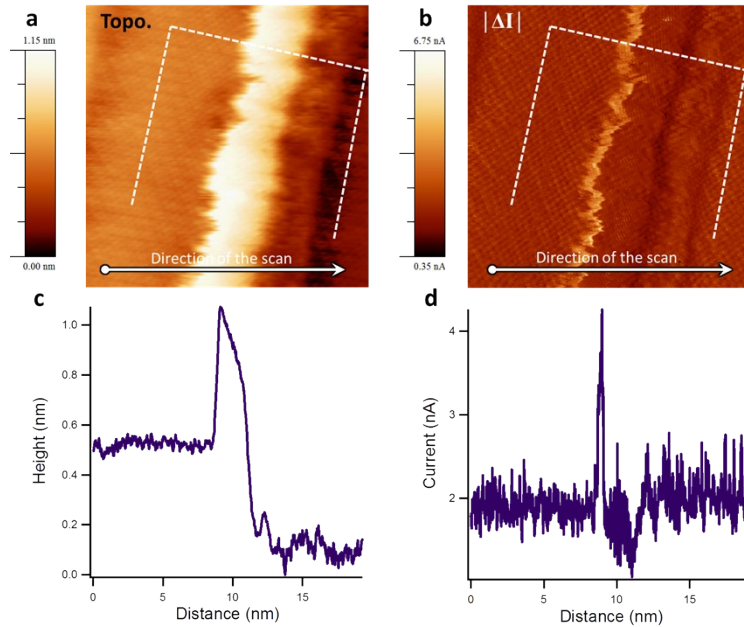 a
Topo.
1.15 nm
0.00 nm
Direction of the scan
b
|ΔI|
6.75 nA
0.35 nA
Direction of the scan
c
Height (nm)
1.0
0.8
0.6
0.4
0.2
0.0
0
5
10
15
Distance (nm)
d
Current (nA)
4
3
2
0
5
10
15
Distance (nm)